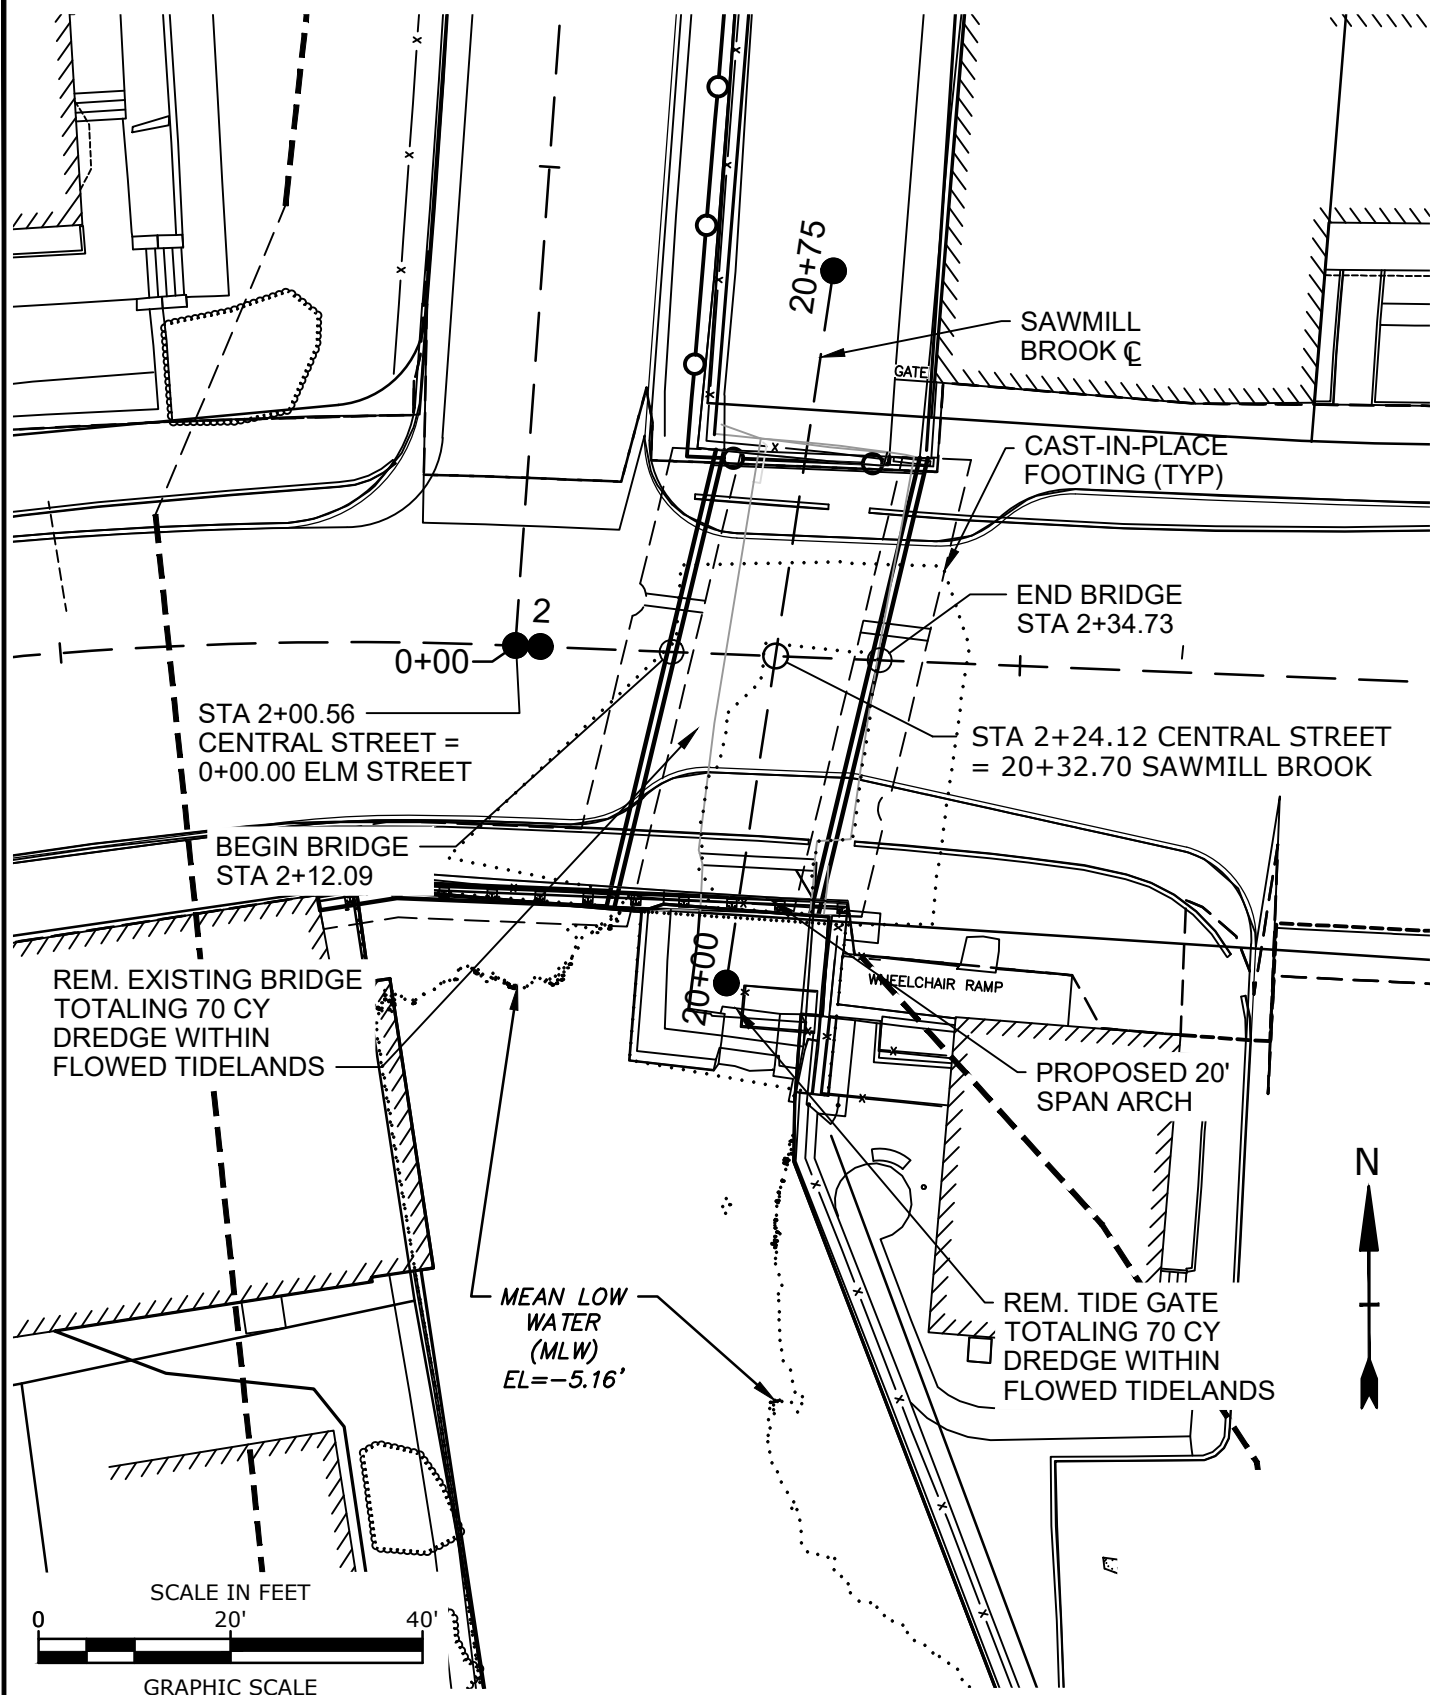 20+75
SAWMILL
BROOK ℄
GATE
CAST-IN-PLACE
FOOTING (TYP)
END BRIDGE
STA 2+34.73
2
0+00
STA 2+00.56
CENTRAL STREET =
0+00.00 ELM STREET
STA 2+24.12 CENTRAL STREET
= 20+32.70 SAWMILL BROOK
BEGIN BRIDGE
STA 2+12.09
REM. EXISTING BRIDGE
TOTALING 70 CY
DREDGE WITHIN
FLOWED TIDELANDS
20+00
WHEELCHAIR RAMP
PROPOSED 20'
SPAN ARCH
N
MEAN LOW
WATER
(MLW)
EL=-5.16'
REM. TIDE GATE
TOTALING 70 CY
DREDGE WITHIN
FLOWED TIDELANDS
SCALE IN FEET
0 20' 40'
GRAPHIC SCALE